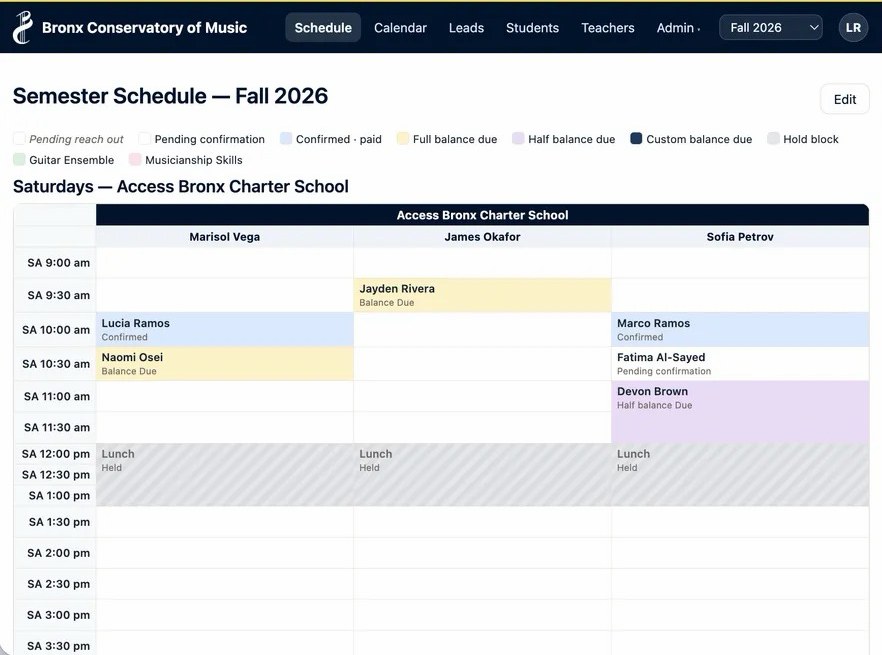 Bronx Conservatory of Music Schedule Calendar Leads Students Teachers Admin Fall 2026 LR
Semester Schedule — Fall 2026
Edit
Pending reach out Pending confirmation Confirmed · paid Full balance due Half balance due Custom balance due Hold block
Guitar Ensemble Musicianship Skills
Saturdays — Access Bronx Charter School
Access Bronx Charter School
Marisol Vega James Okafor Sofia Petrov
SA 9:00 am
SA 9:30 am Jayden Rivera
Balance Due
SA 10:00 am Lucia Ramos Marco Ramos
Confirmed Confirmed
SA 10:30 am Naomi Osei Fatima Al-Sayed
Balance Due Pending confirmation
SA 11:00 am Devon Brown
Half balance Due
SA 11:30 am
SA 12:00 pm Lunch Lunch Lunch
Held Held Held
SA 12:30 pm
SA 1:00 pm
SA 1:30 pm
SA 2:00 pm
SA 2:30 pm
SA 3:00 pm
SA 3:30 pm